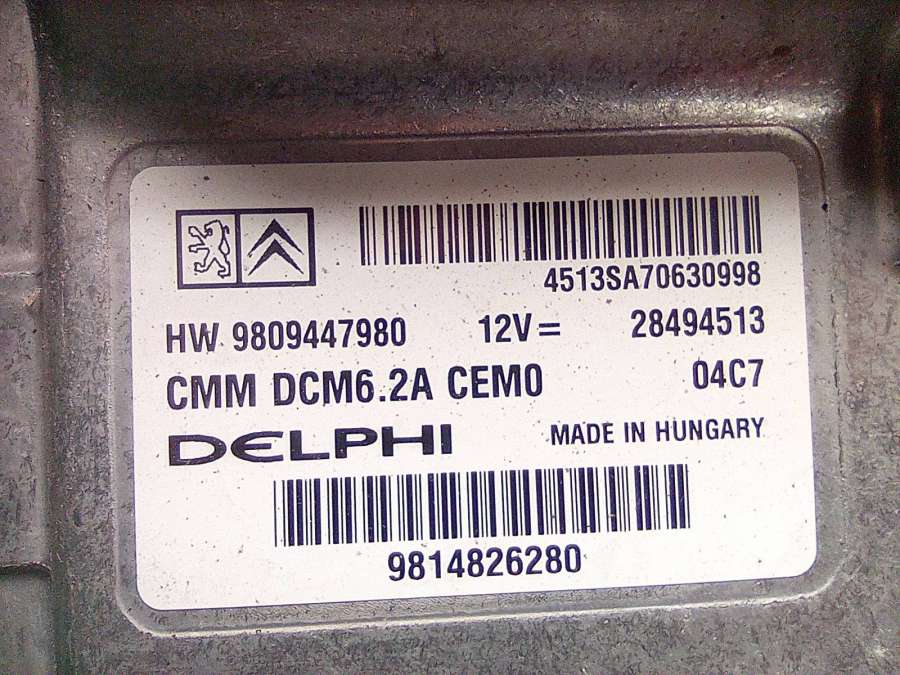 4513SA70630998
HW 9809447980 12V= 28494513
CMM DCM6.2A CEM0 04C7
DELPHI MADE IN HUNGARY
9814826280